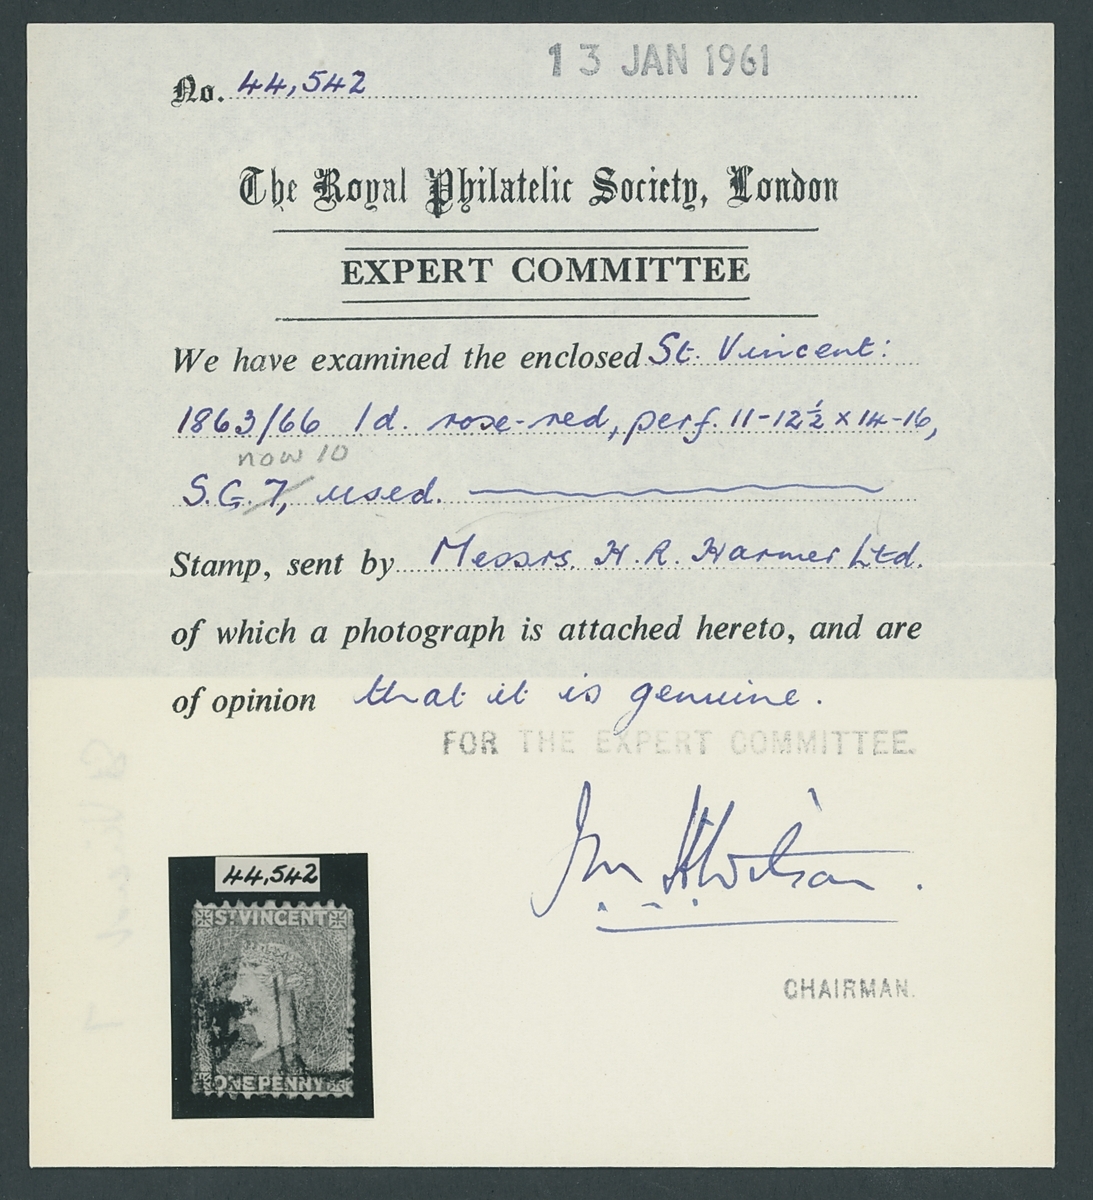 13 JAN 1961
No. 44,542
The Royal Philatelic Society, London
EXPERT COMMITTEE
We have examined the enclosed St. Vincent:
1863/66 1d. rose-red, perf. 11-12½ x 14-16,
now 10
S.G. 7, used.
Stamp, sent by Messrs. H. R. Harmer Ltd.
of which a photograph is attached hereto, and are
of opinion that it is genuine.
FOR THE EXPERT COMMITTEE.
CHAIRMAN.
44,542
ST VINCENT
ONE PENNY